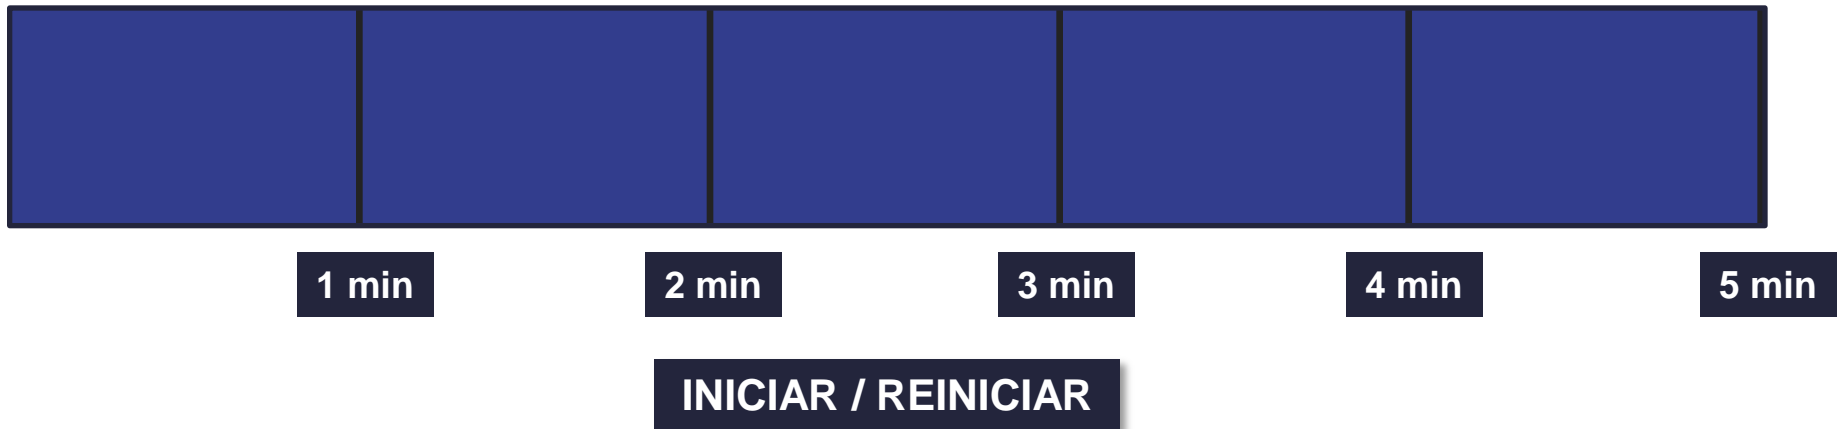 1 min 2 min 3 min 4 min 5 min
INICIAR / REINICIAR